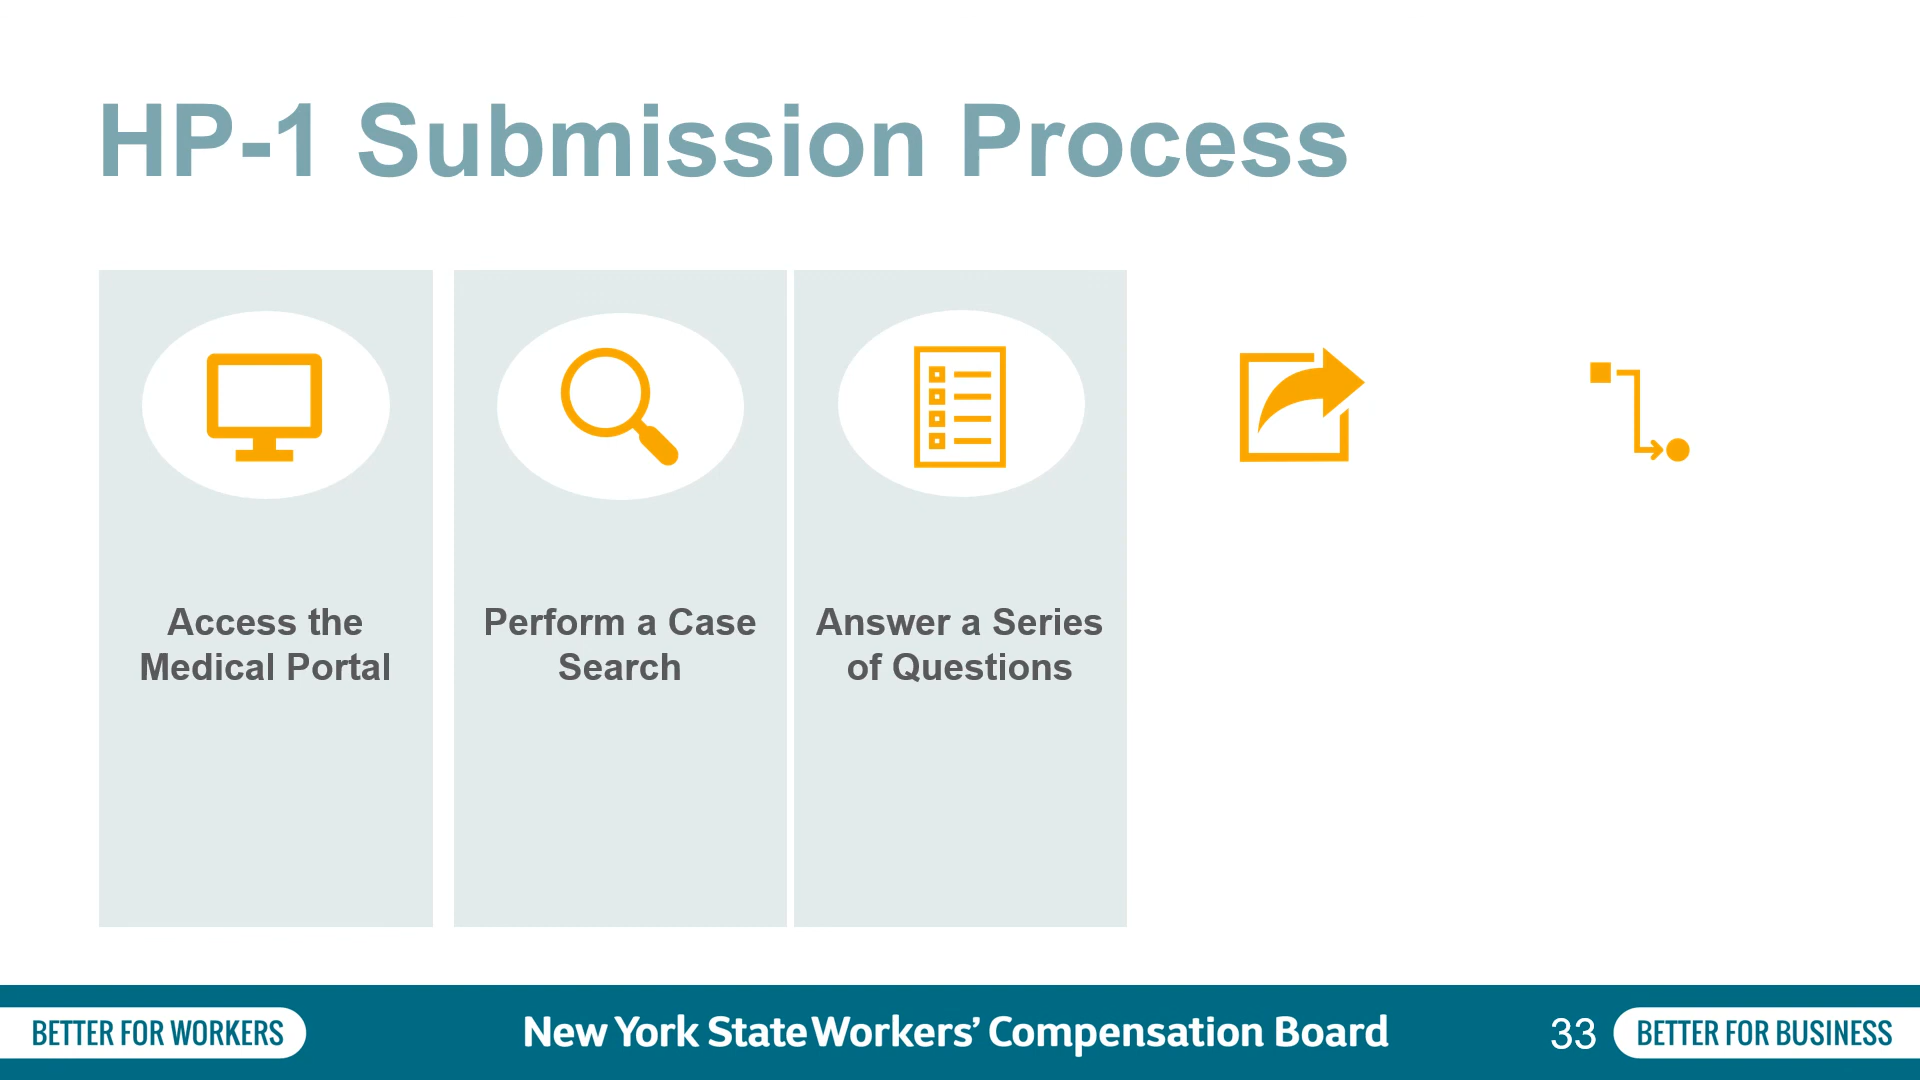 HP-1 Submission Process
Access the
Medical Portal
Perform a Case
Search
Answer a Series
of Questions
BETTER FOR WORKERS
New York State Workers’ Compensation Board
33
BETTER FOR BUSINESS